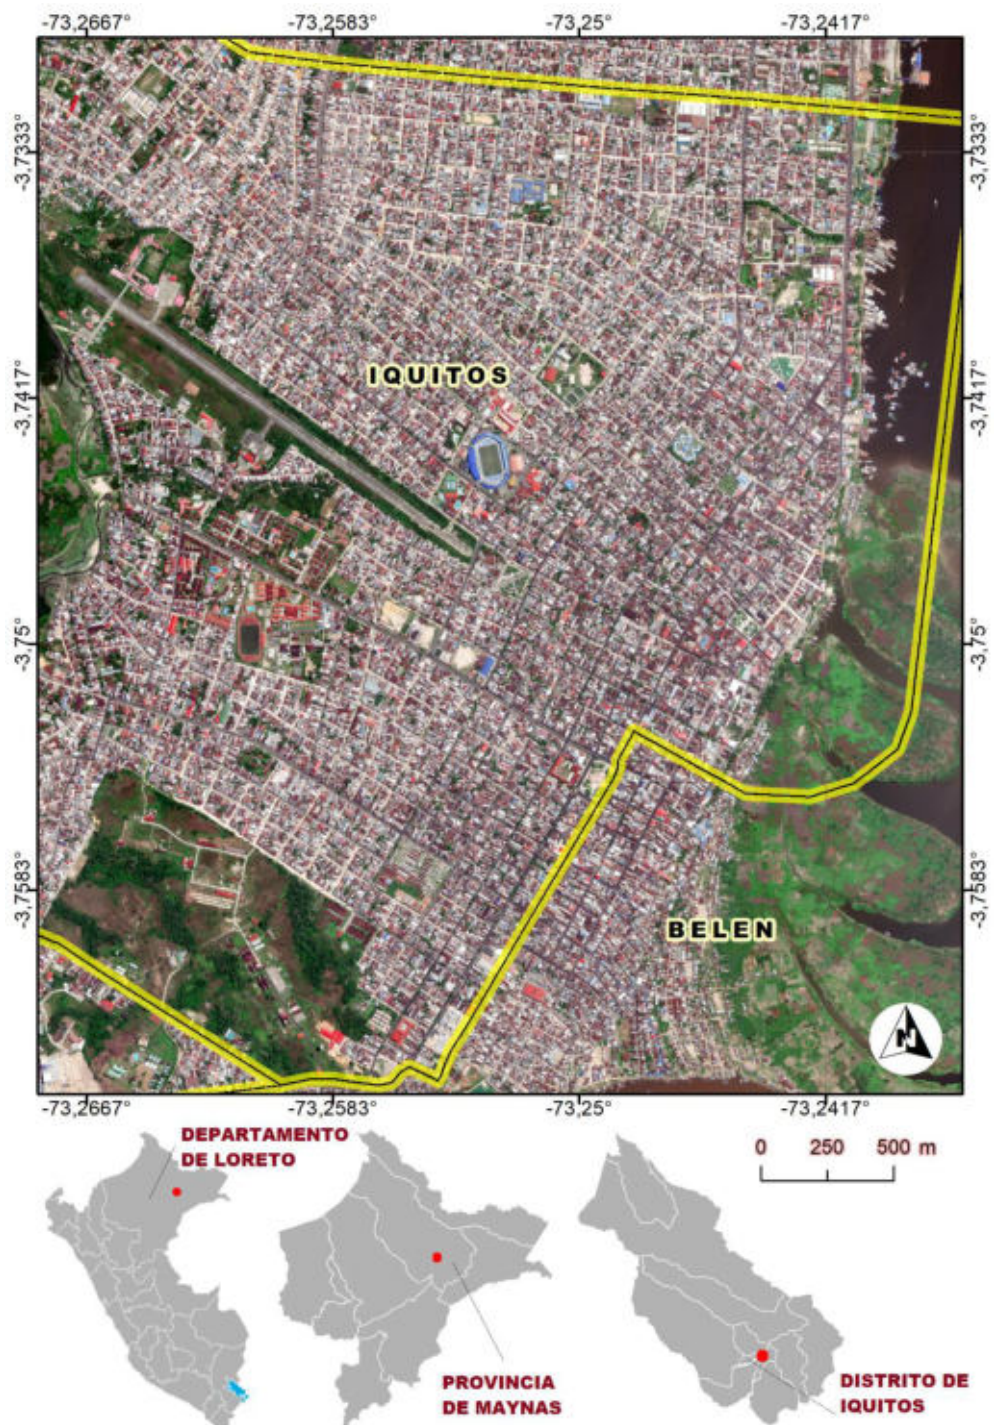 -73,2667° -73,2583° -73,25° -73,2417°
-3,7333° -3,7333°
IQUITOS
-3,7417° -3,7417°
-3,75° -3,75°
-3,7583° -3,7583°
BELEN
N
-73,2667° -73,2583° -73,25° -73,2417°
DEPARTAMENTO
DE LORETO
0 250 500 m
PROVINCIA
DE MAYNAS
DISTRITO DE
IQUITOS